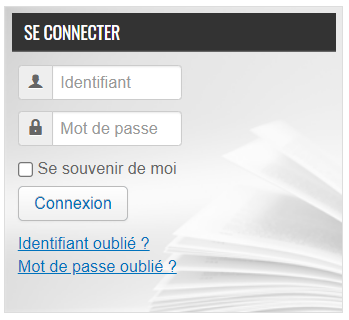 SE CONNECTER
Identifiant
Mot de passe
Se souvenir de moi
Connexion
Identifiant oublié ?
Mot de passe oublié ?